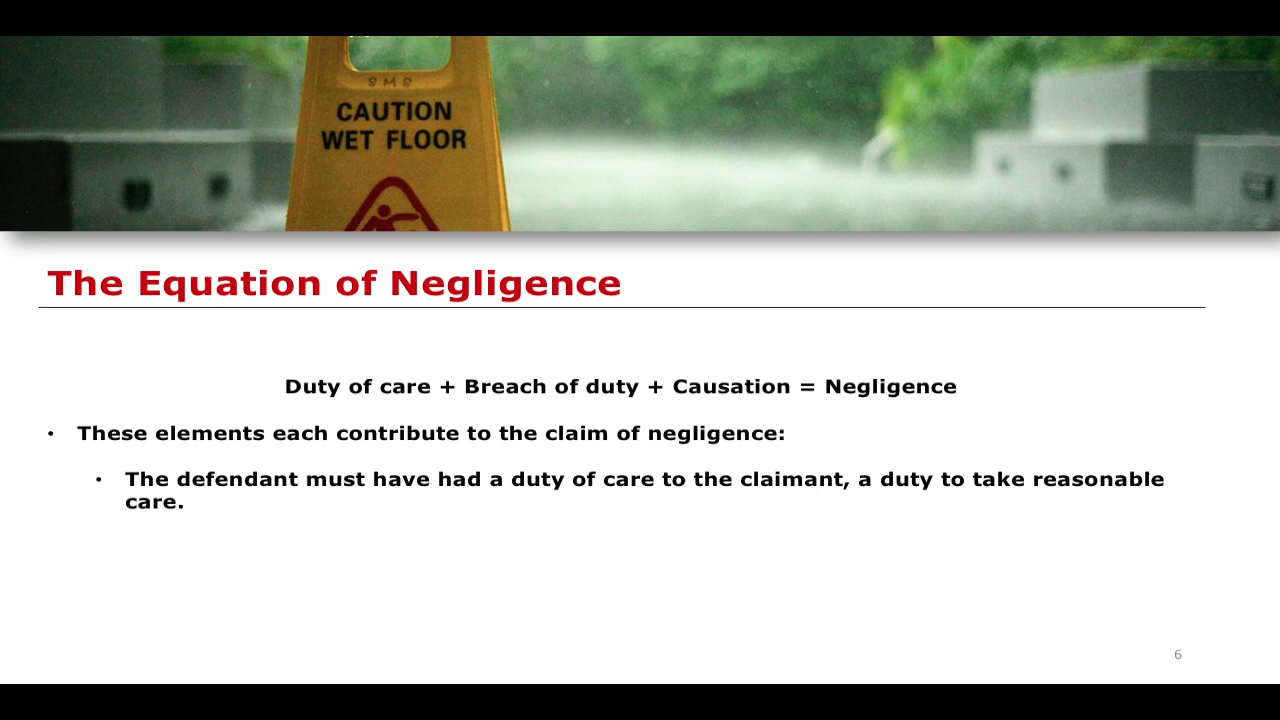 SMS
CAUTION
WET FLOOR
The Equation of Negligence
Duty of care + Breach of duty + Causation = Negligence
• These elements each contribute to the claim of negligence:
• The defendant must have had a duty of care to the claimant, a duty to take reasonable
care.
6